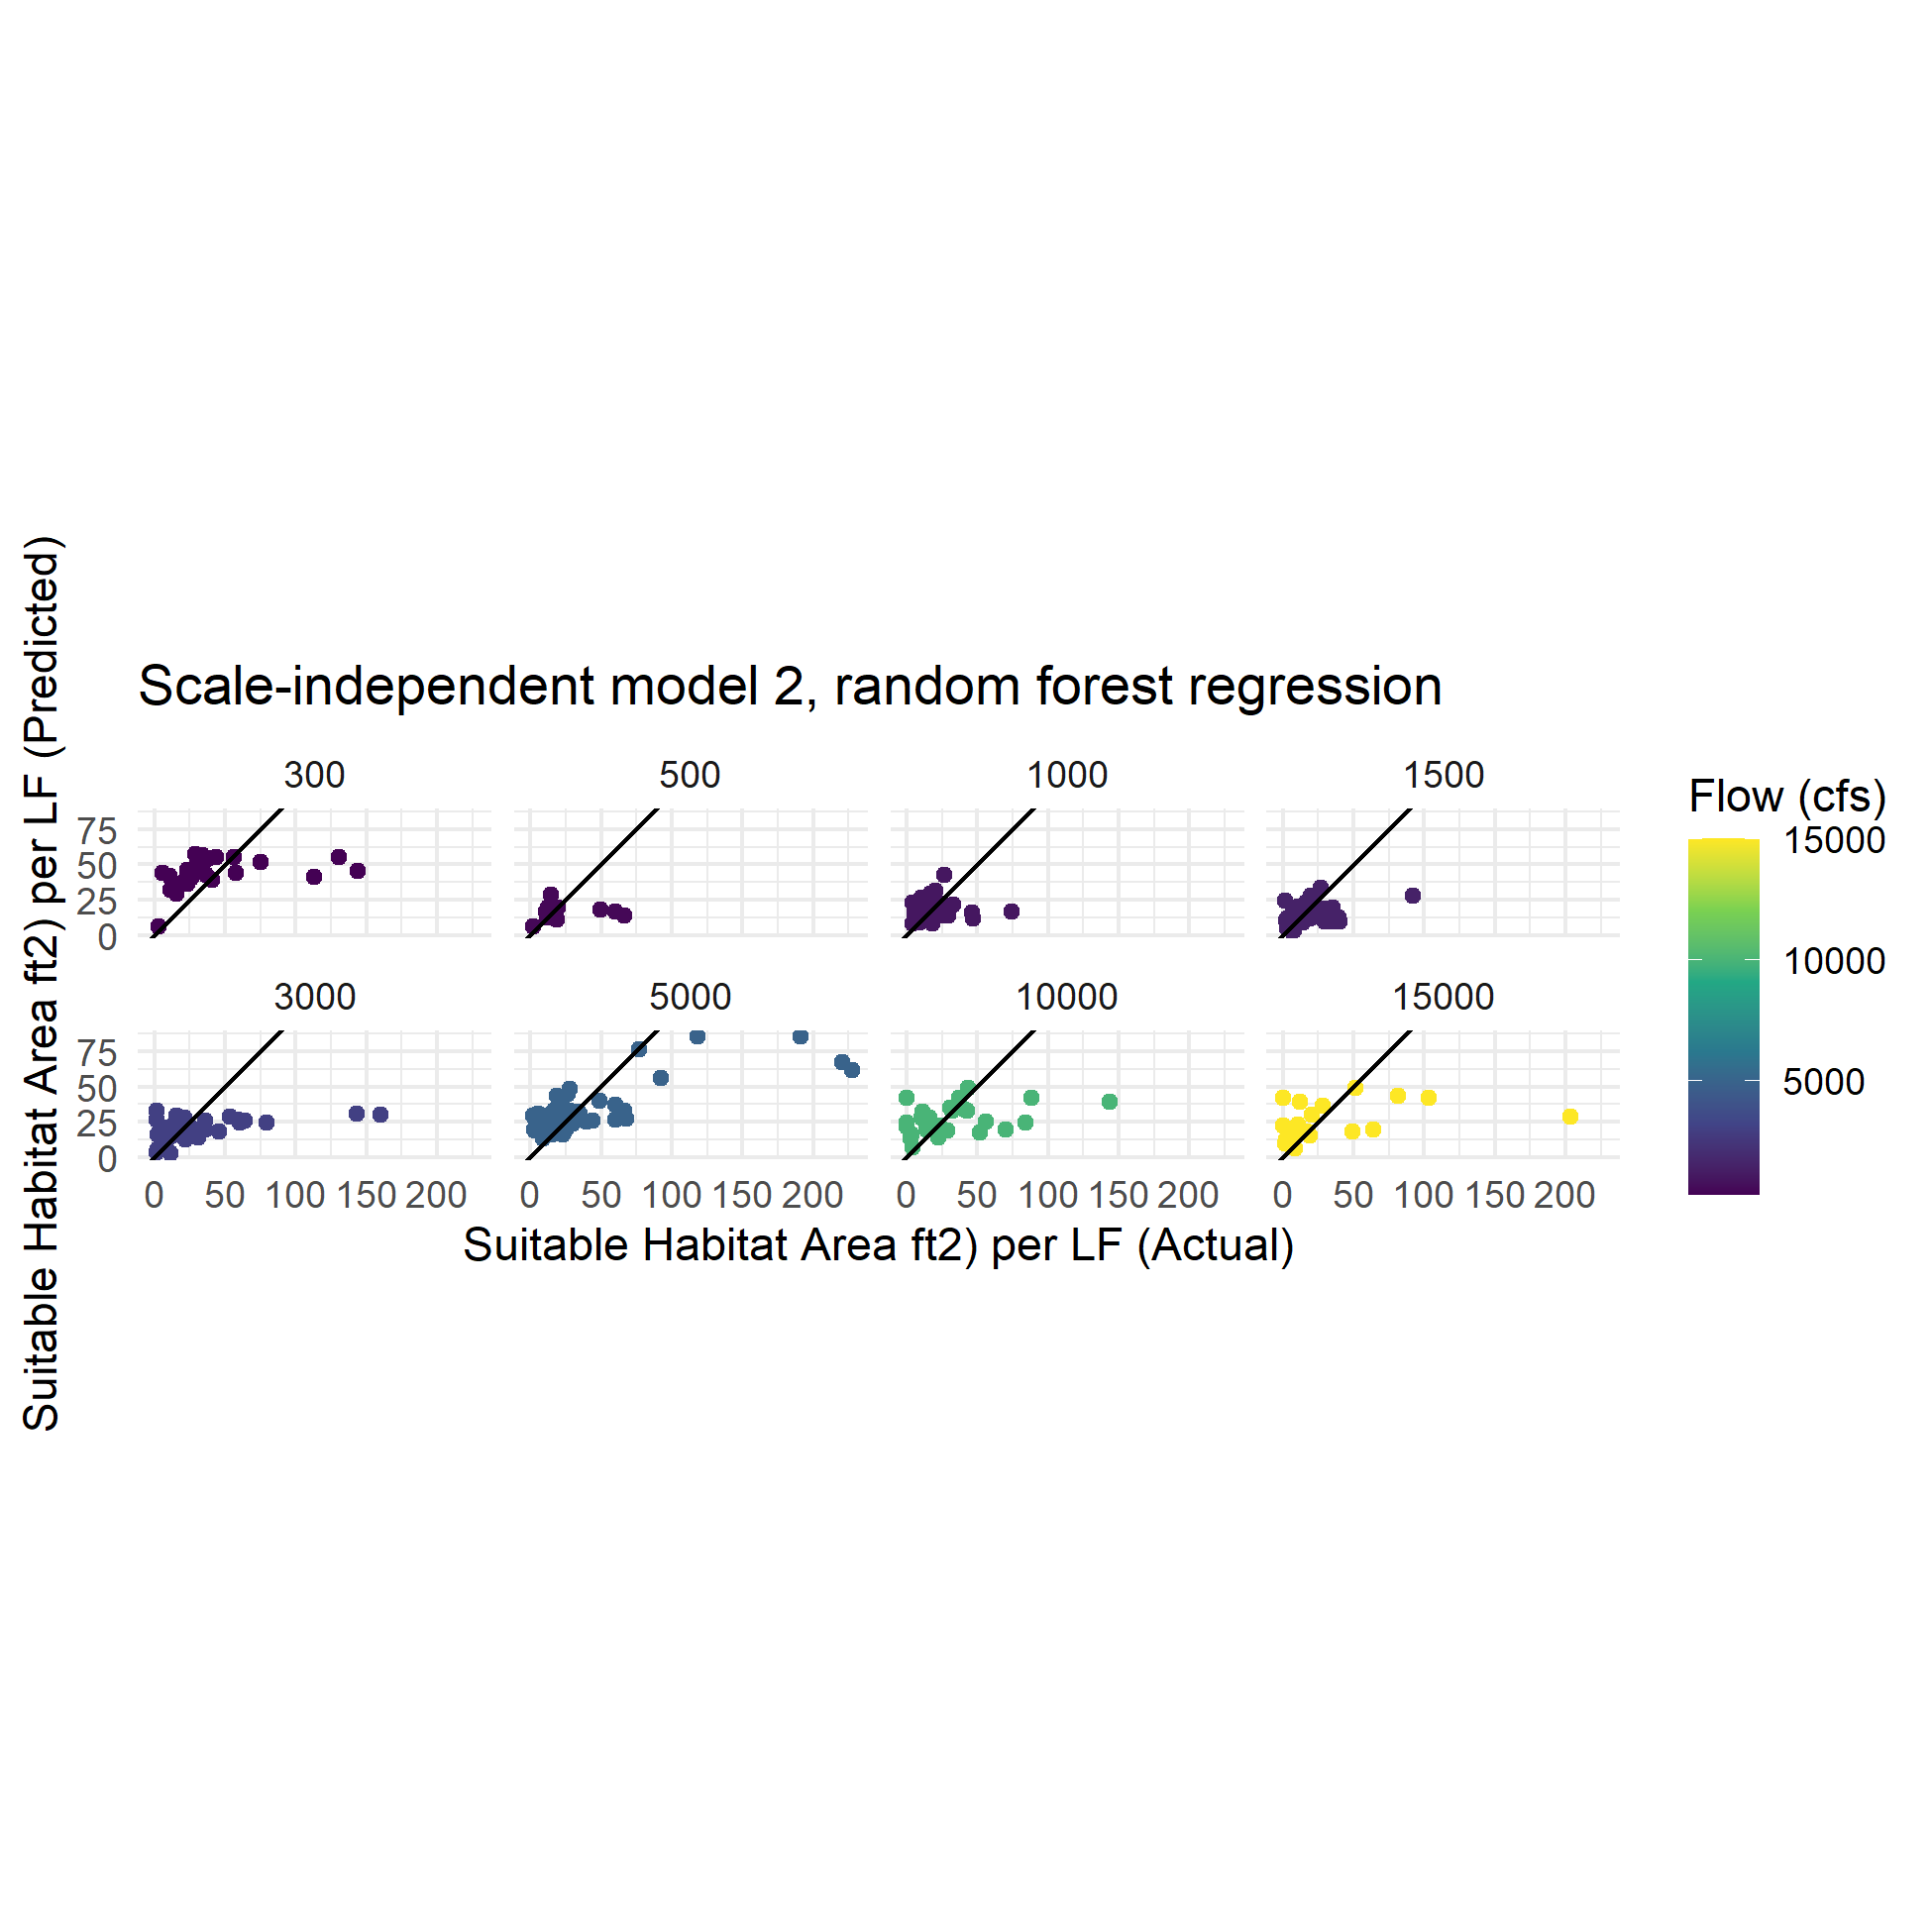 Scale-independent model 2, random forest regression
Suitable Habitat Area ft2) per LF (Predicted)
300 500 1000 1500
75
50
25
0
3000 5000 10000 15000
75
50
25
0
0 50 100 150 200 0 50 100 150 200 0 50 100 150 200 0 50 100 150 200
Suitable Habitat Area ft2) per LF (Actual)
Flow (cfs)
15000
10000
5000